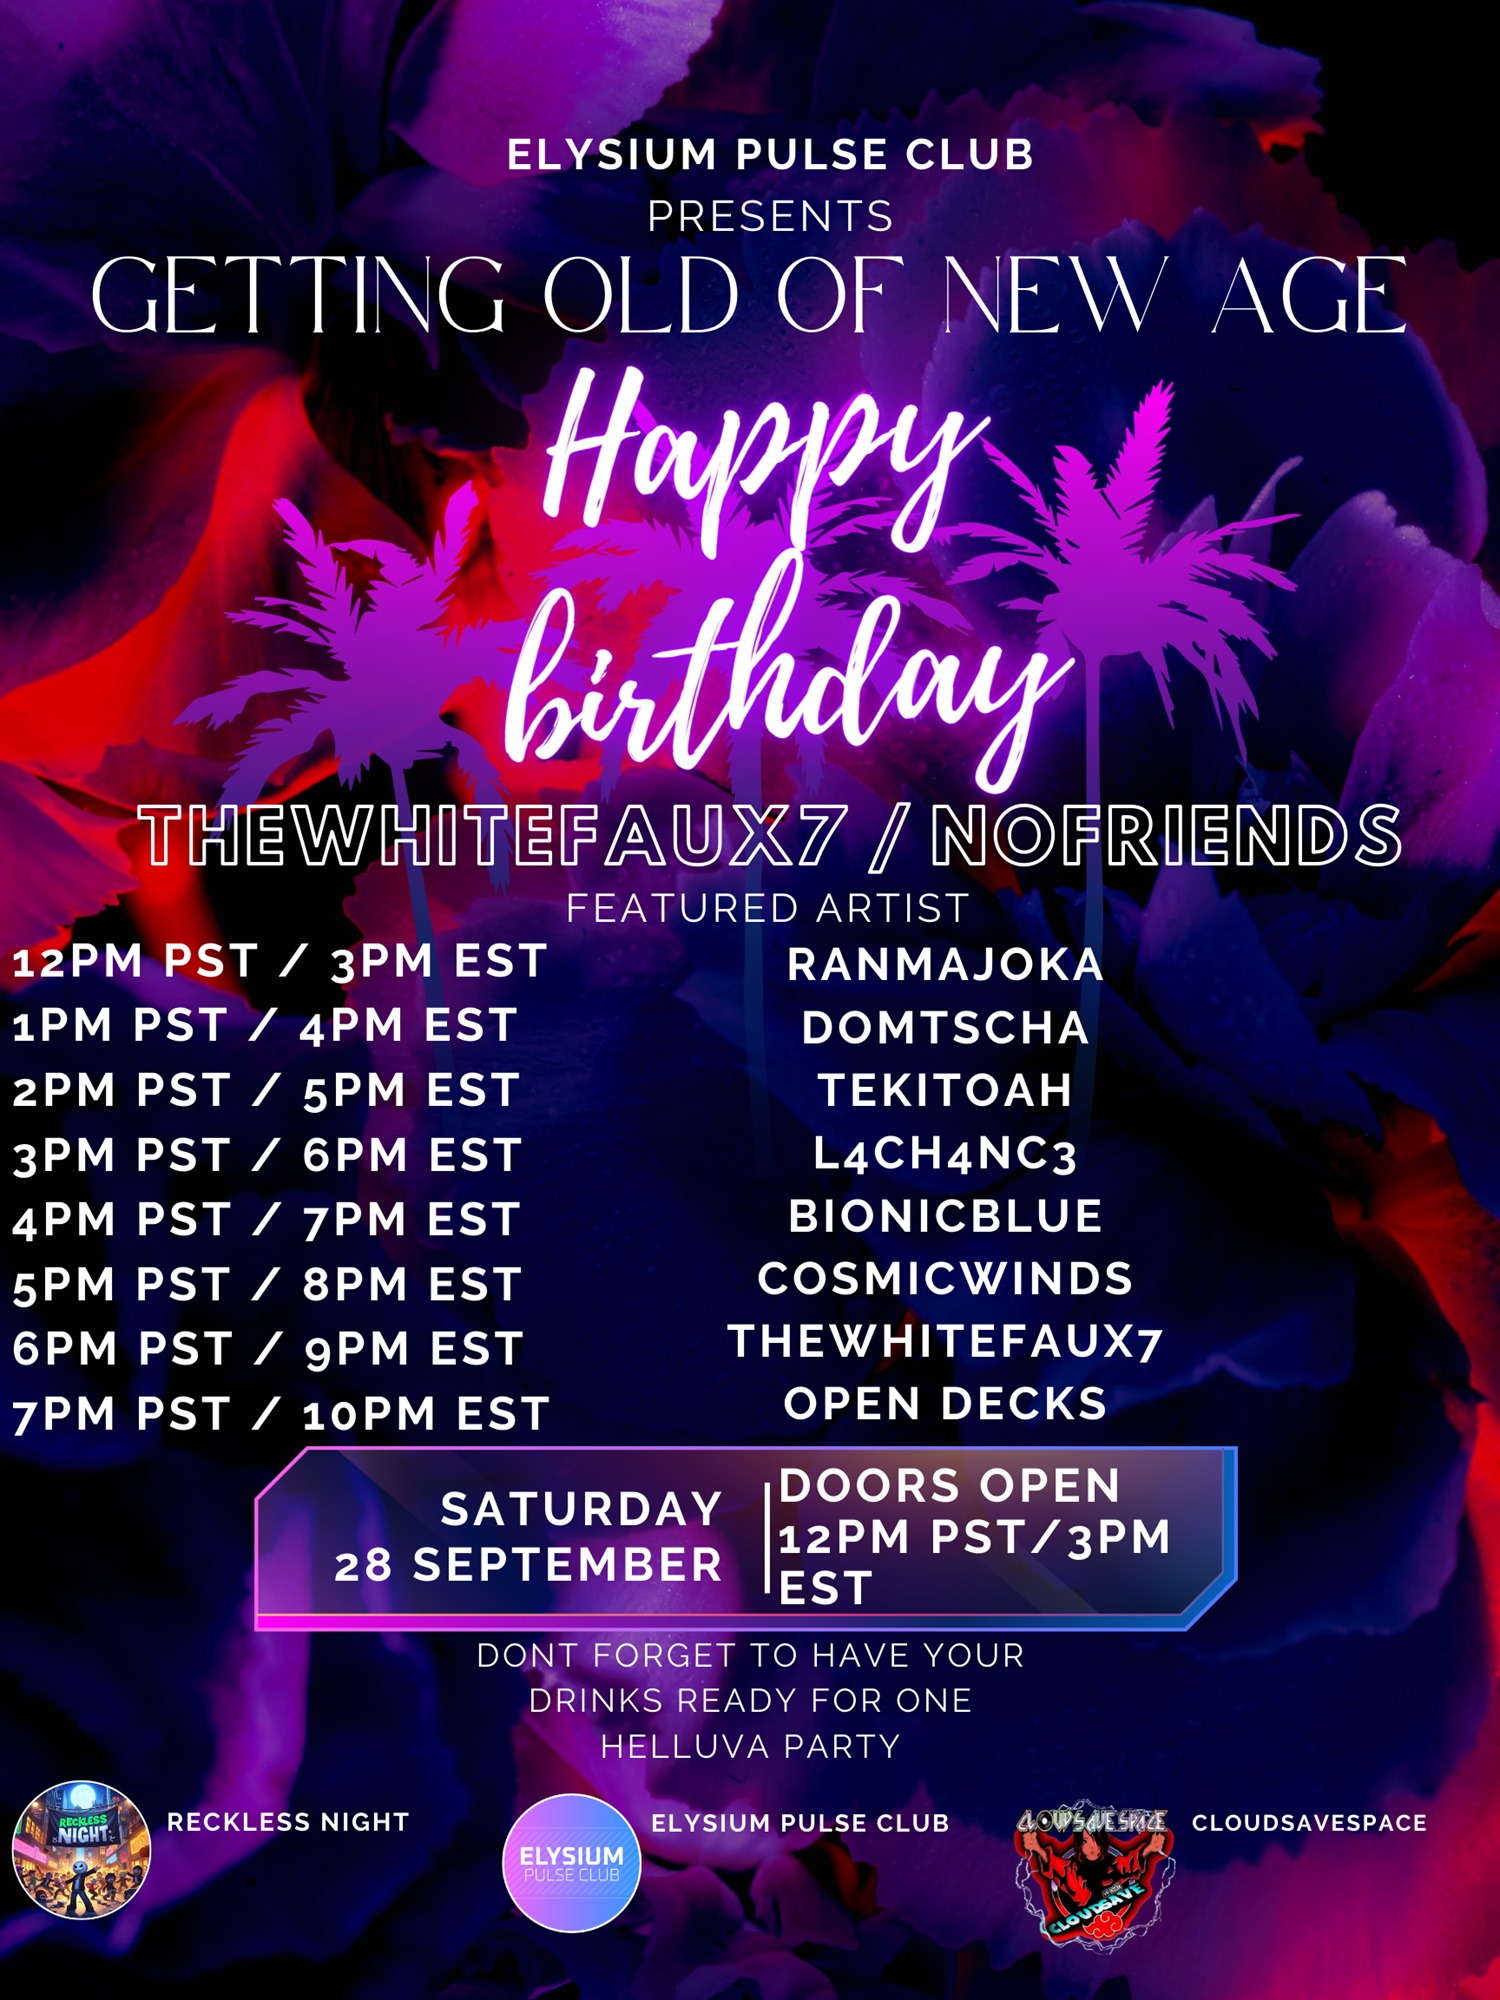 ELYSIUM PULSE CLUB
PRESENTS
GETTING OLD OF NEW AGE
Happy
birthday
THEWHITEFAUX7 / NOFRIENDS
FEATURED ARTIST
12PM PST / 3PM EST RANMAJOKA
1PM PST / 4PM EST DOMTSCHA
2PM PST / 5PM EST TEKITOAH
3PM PST / 6PM EST L4CH4NC3
4PM PST / 7PM EST BIONICBLUE
5PM PST / 8PM EST COSMICWINDS
6PM PST / 9PM EST THEWHITEFAUX7
7PM PST / 10PM EST OPEN DECKS
SATURDAY
28 SEPTEMBER
DOORS OPEN
12PM PST/3PM
EST
DONT FORGET TO HAVE YOUR
DRINKS READY FOR ONE
HELLUVA PARTY
RECKLESS
NIGHT
RECKLESS NIGHT
ELYSIUM
PULSE CLUB
ELYSIUM PULSE CLUB
CLOWDSAVESPACE
CLOUDSAVE
CLOUDSAVESPACE